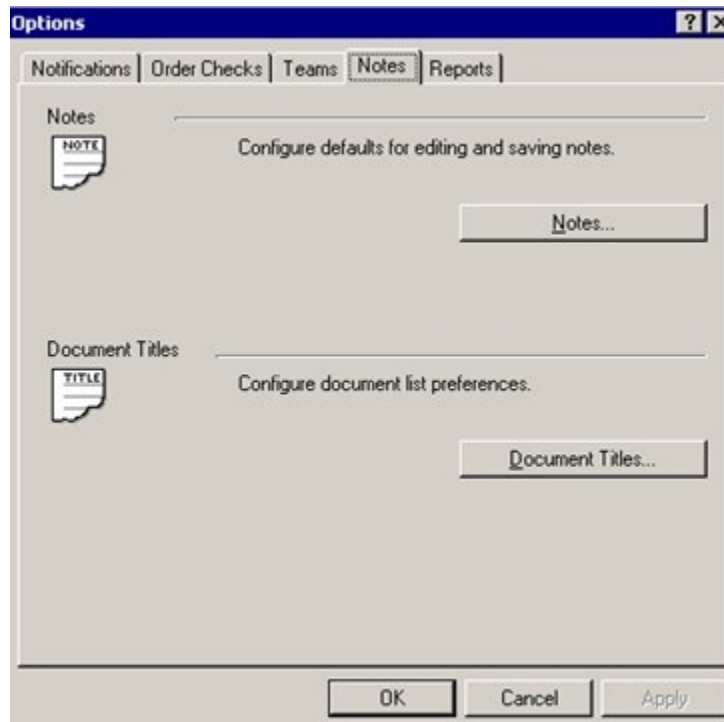 Options
Notifications Order Checks Teams Notes Reports
Notes
NOTE
Configure defaults for editing and saving notes.
Notes...
Document Titles
TITLE
Configure document list preferences.
Document Titles...
OK Cancel Apply